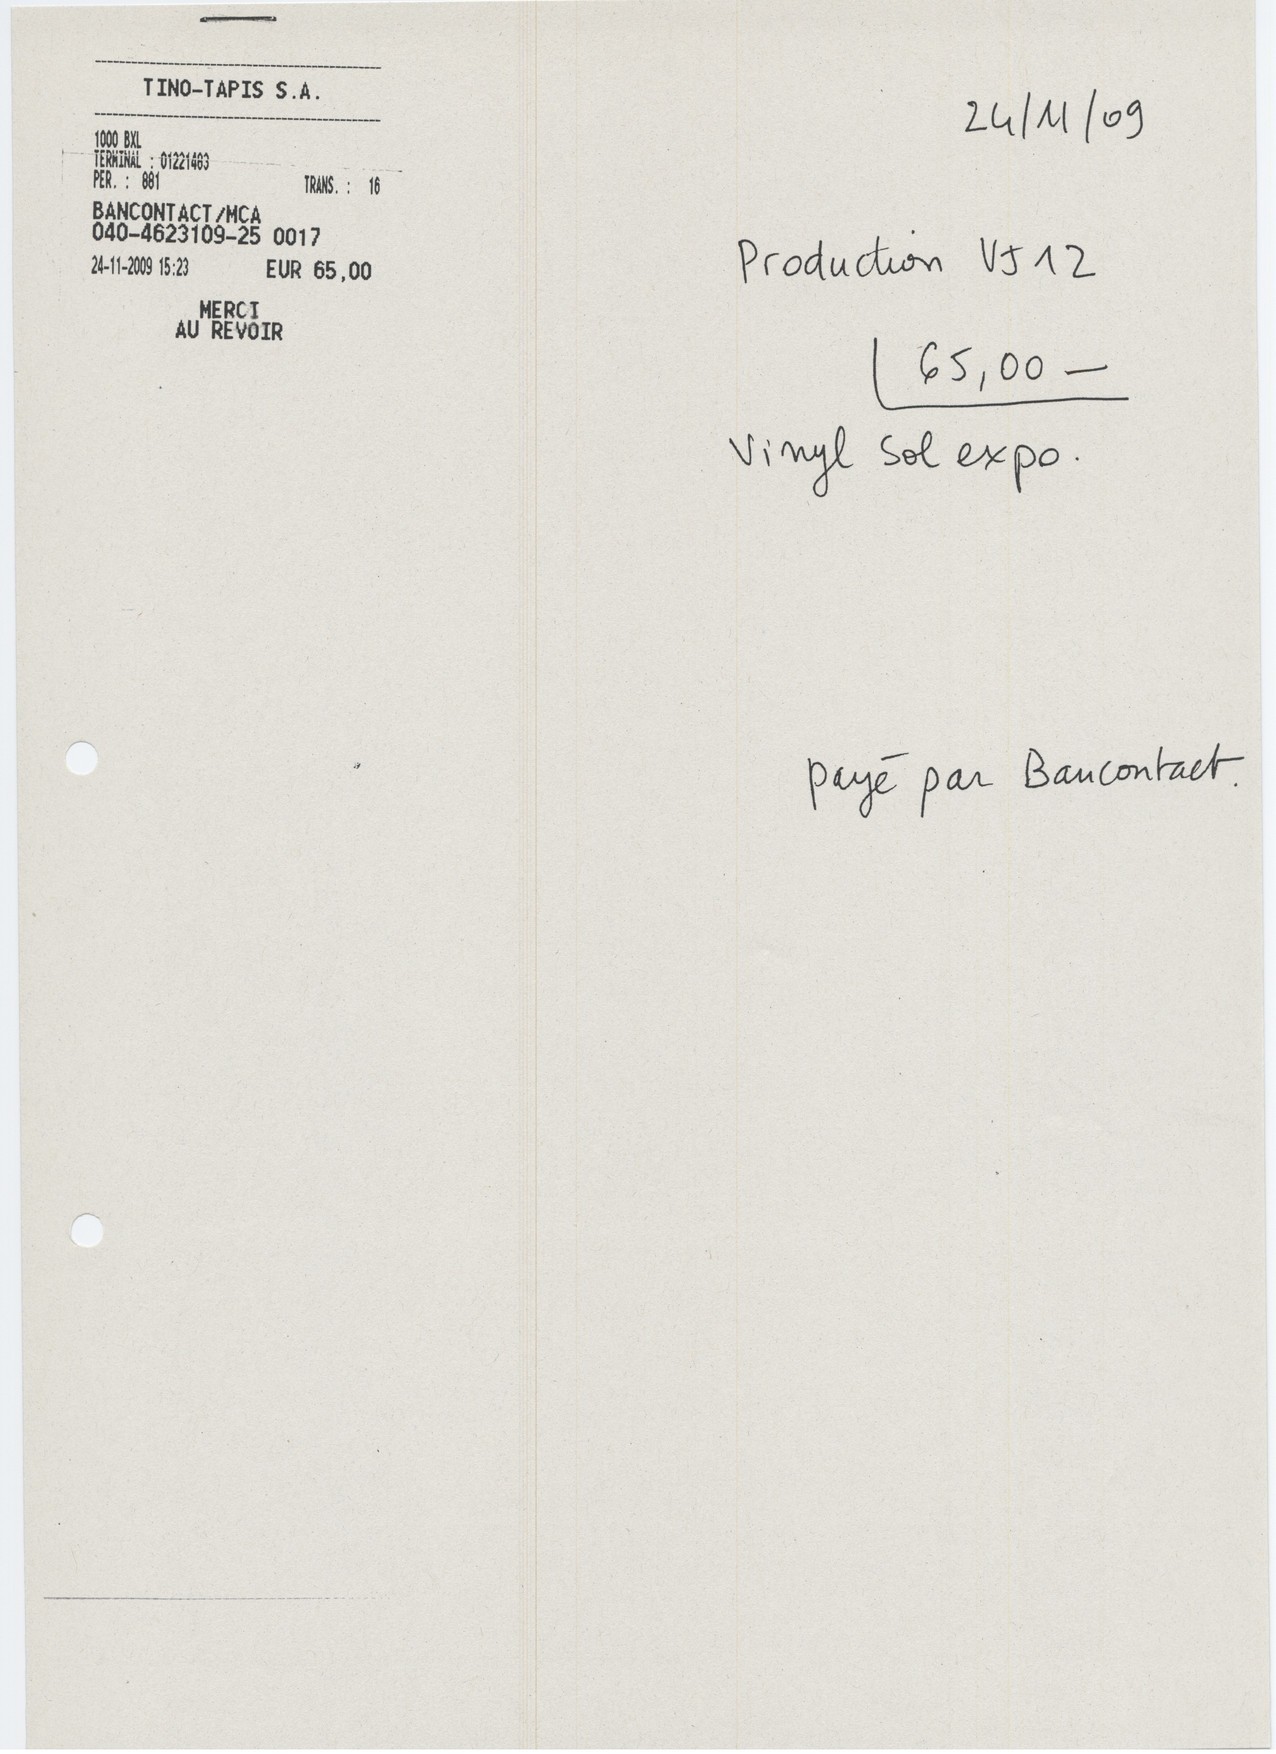 TINO-TAPIS S.A.
1000 BXL
TERMINAL : 01221463
PER. : 881 TRANS. : 16
BANCONTACT/MCA
040-4623109-25 0017
24-11-2009 15:23 EUR 65,00
MERCI
AU REVOIR
24/11/09
Production VJ12
65,00 —
Vinyl sol expo.
payé par Bancontact.